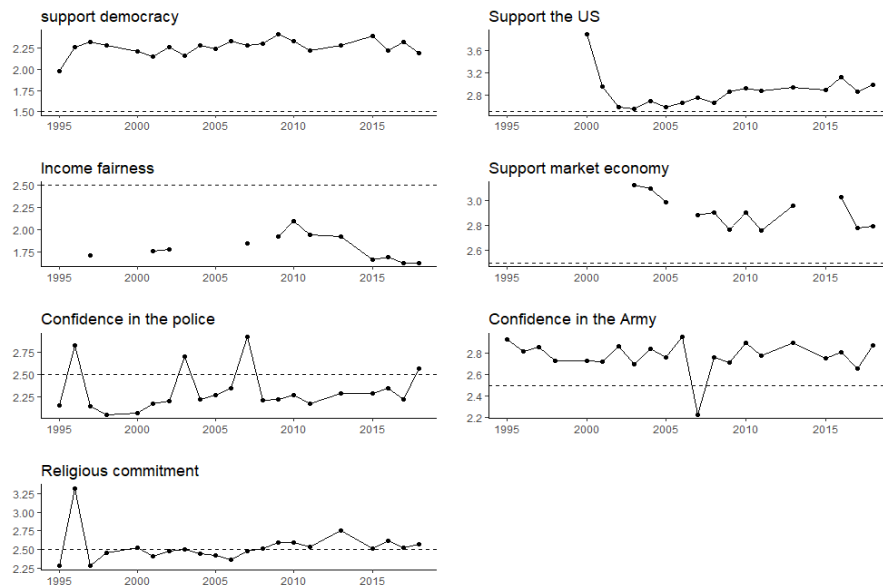 support democracy
2.25
2.00
1.75
1.50
1995 2000 2005 2010 2015
Support the US
3.6
3.2
2.8
1995 2000 2005 2010 2015
Income fairness
2.50
2.25
2.00
1.75
1995 2000 2005 2010 2015
Support market economy
3.0
2.8
2.6
1995 2000 2005 2010 2015
Confidence in the police
2.75
2.50
2.25
1995 2000 2005 2010 2015
Confidence in the Army
2.8
2.6
2.4
2.2
1995 2000 2005 2010 2015
Religious commitment
3.25
3.00
2.75
2.50
2.25
1995 2000 2005 2010 2015